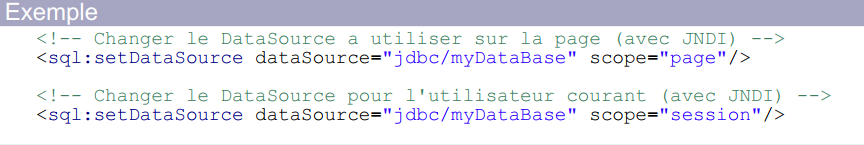 Exemple
<!-- Changer le DataSource a utiliser sur la page (avec JNDI) -->
<sql:setDataSource dataSource="jdbc/myDataBase" scope="page"/>
<!-- Changer le DataSource pour l'utilisateur courant (avec JNDI) -->
<sql:setDataSource dataSource="jdbc/myDataBase" scope="session"/>